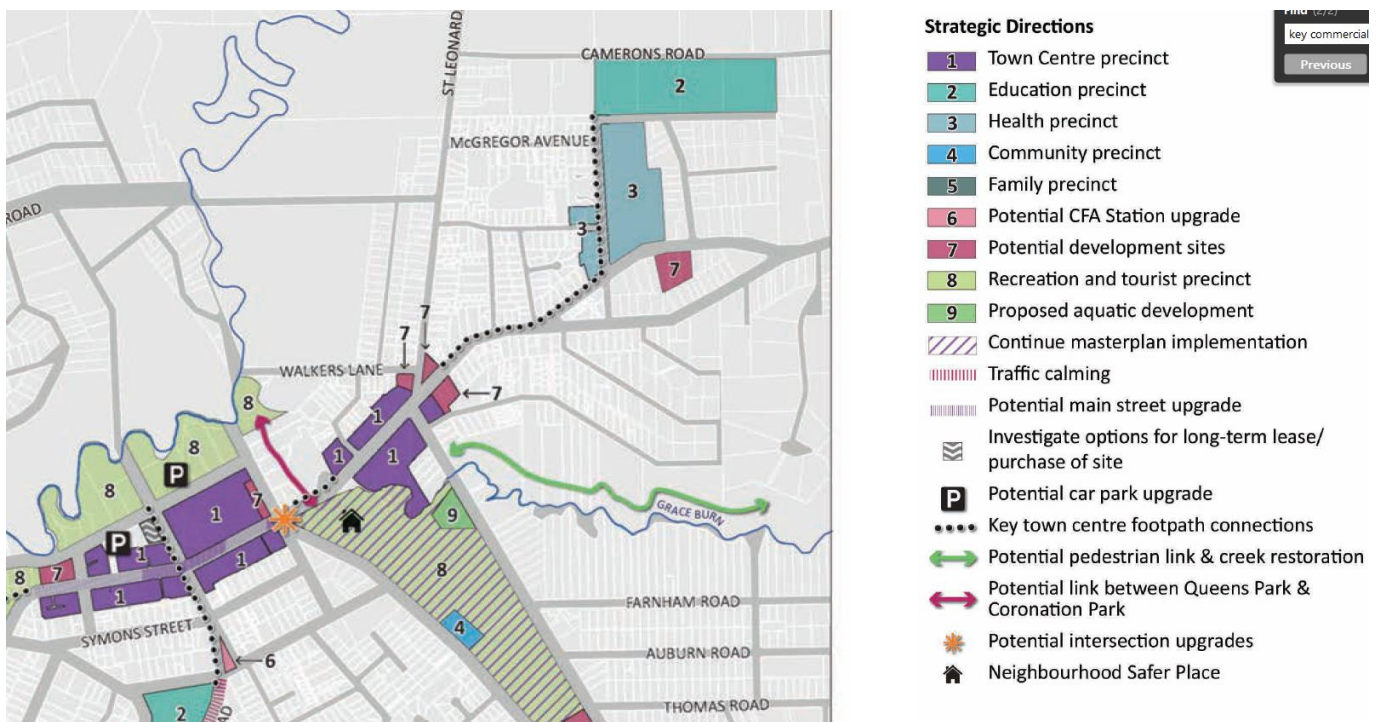 CAMERONS ROAD
2
ST LEONARD
McGREGOR AVENUE
3
3
ROAD
7
7
7
WALKERS LANE
7
8
1
1
1
8
P
8
7
1
9
GRACE BURN
P
1
8
8
7
1
1
FARNHAM ROAD
4
SYMONS STREET
AUBURN ROAD
6
2
AD
THOMAS ROAD
Strategic Directions
1 Town Centre precinct
2 Education precinct
3 Health precinct
4 Community precinct
5 Family precinct
6 Potential CFA Station upgrade
7 Potential development sites
8 Recreation and tourist precinct
9 Proposed aquatic development
Continue masterplan implementation
Traffic calming
Potential main street upgrade
Investigate options for long-term lease/
purchase of site
P Potential car park upgrade
Key town centre footpath connections
Potential pedestrian link & creek restoration
Potential link between Queens Park &
Coronation Park
Potential intersection upgrades
Neighbourhood Safer Place
Find (2/2)
key commercial
Previous